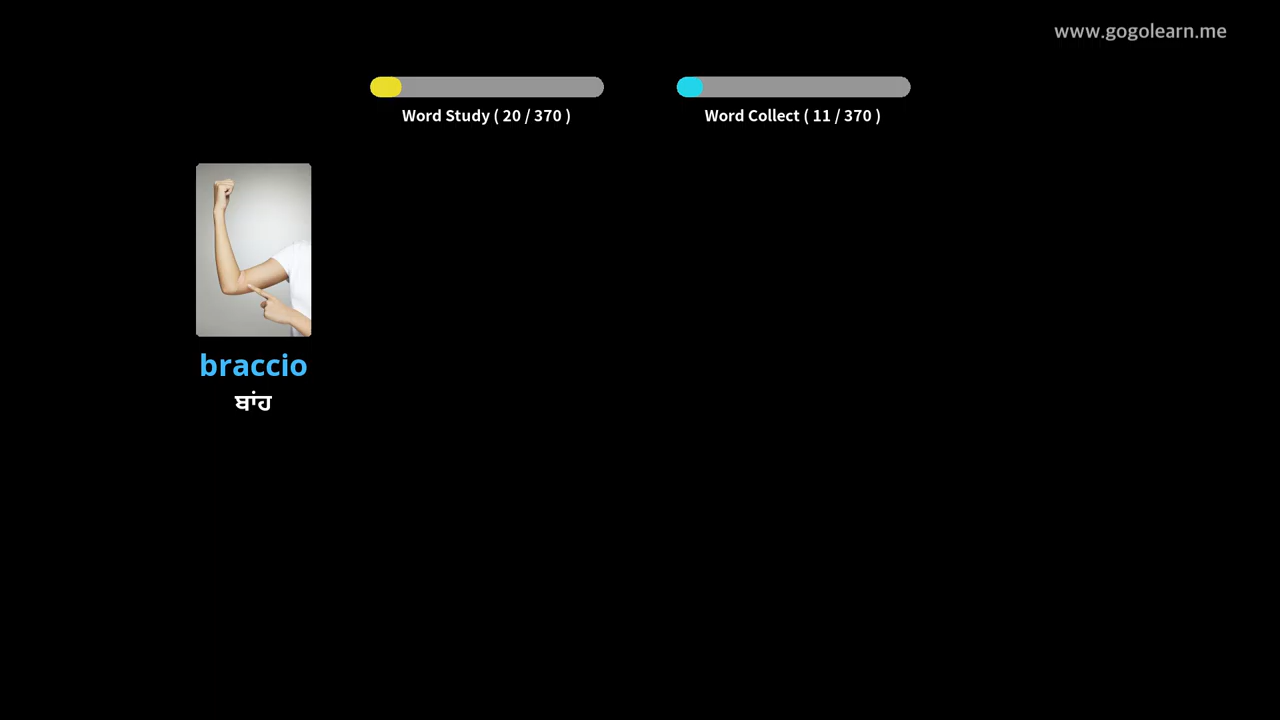 www.gogolearn.me
Word Study ( 20 / 370 )
Word Collect ( 11 / 370 )
braccio
ਬਾਂਹ